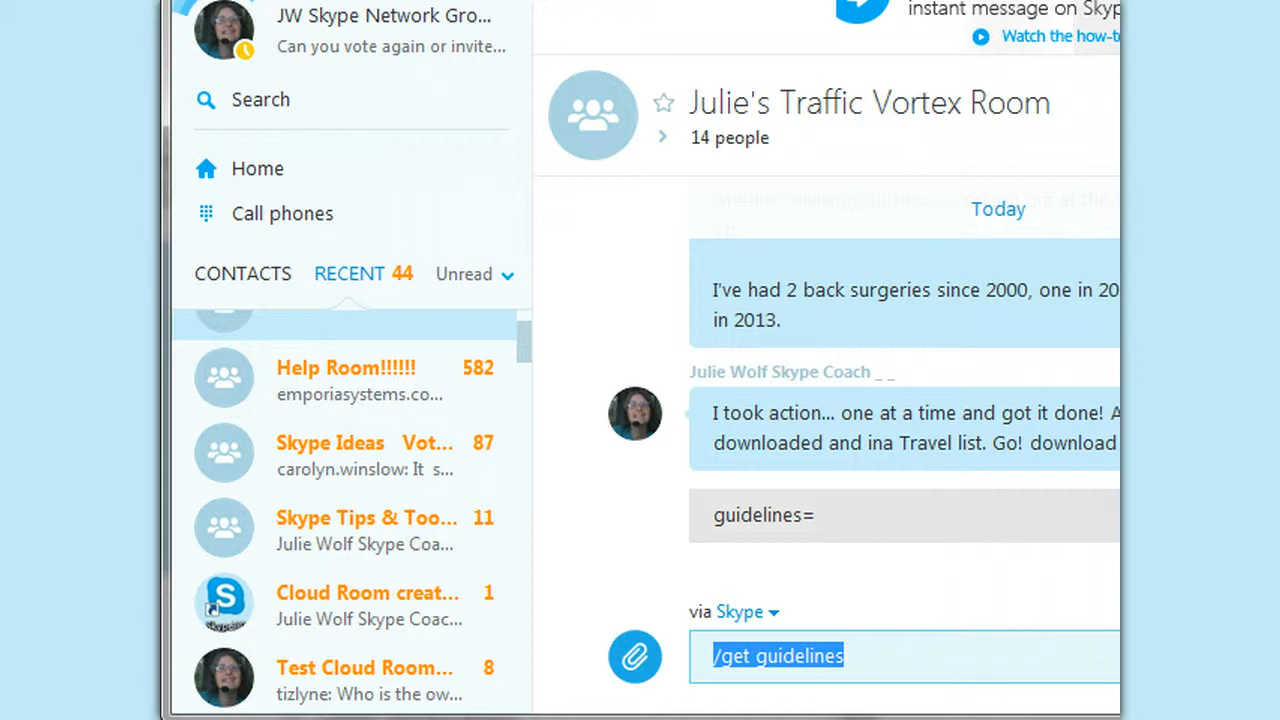 JW Skype Network Gro...
Can you vote again or invite...
Search
Home
Call phones
CONTACTS RECENT 44 Unread
Help Room!!!!!! 582
emporiasystems.co...
Skype Ideas Vot... 87
carolyn.winslow: It s...
Skype Tips & Too... 11
Julie Wolf Skype Coa...
Cloud Room creat... 1
Julie Wolf Skype Coac...
Test Cloud Room... 8
tizlyne: Who is the ow...
instant message on Skyp
Watch the how-t
Julie's Traffic Vortex Room
14 people
Today
I've had 2 back surgeries since 2000, one in 20
in 2013.
Julie Wolf Skype Coach _ _
I took action... one at a time and got it done! A
downloaded and ina Travel list. Go! download
guidelines=
via Skype
/get guidelines